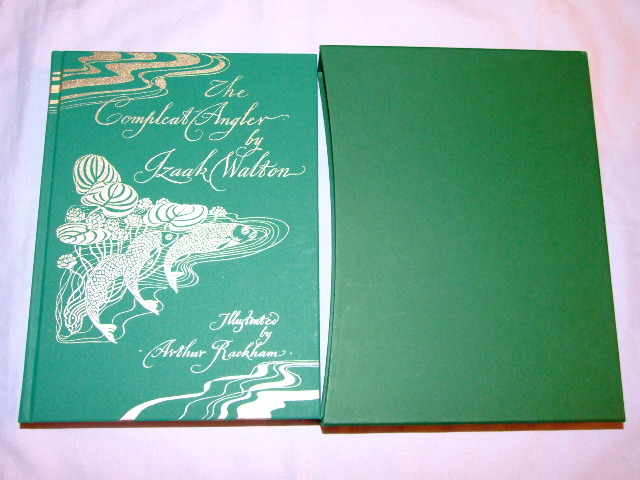 The
Compleat Angler
by
Izaak Walton
Illustrated
by
Arthur Rackham